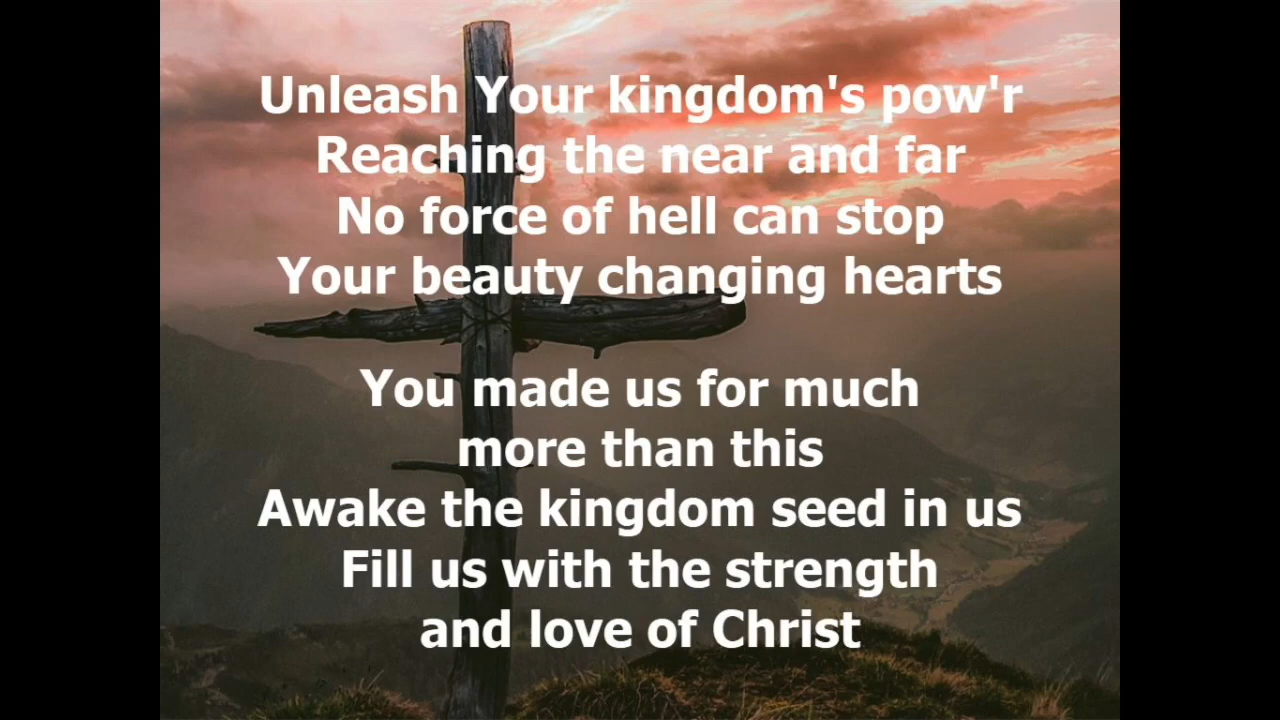 Unleash Your kingdom's pow'r
Reaching the near and far
No force of hell can stop
Your beauty changing hearts
You made us for much
more than this
Awake the kingdom seed in us
Fill us with the strength
and love of Christ